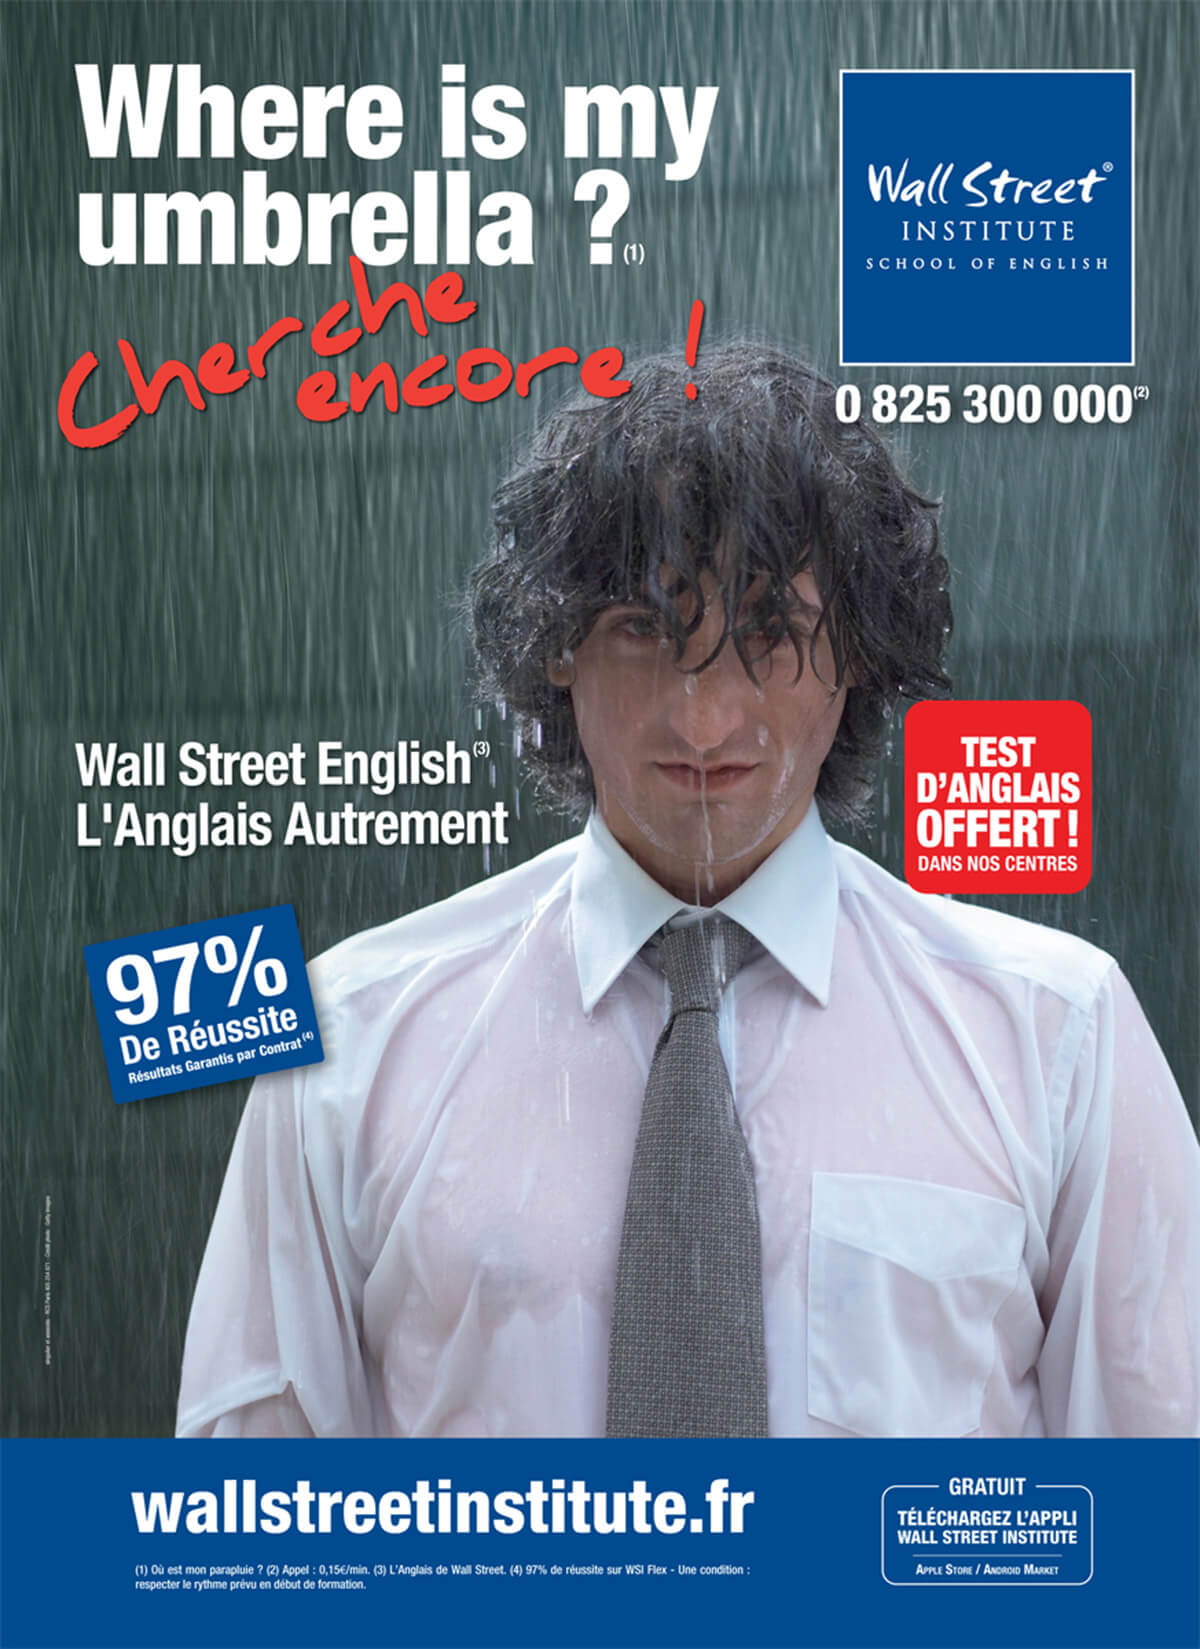 Where is my
umbrella ?(1)
Cherche
encore !
Wall Street®
INSTITUTE
SCHOOL OF ENGLISH
0 825 300 000(2)
Wall Street English(3)
L'Anglais Autrement
TEST
D'ANGLAIS
OFFERT !
DANS NOS CENTRES
97%
De Réussite
Résultats Garantis par Contrat(4)
wallstreetinstitute.fr
(1) Où est mon parapluie ? (2) Appel : 0,15€/min. (3) L'Anglais de Wall Street. (4) 97% de réussite sur WSI Flex - Une condition :
respecter le rythme prévu en début de formation.
GRATUIT
TÉLÉCHARGEZ L'APPLI
WALL STREET INSTITUTE
APPLE STORE / ANDROID MARKET